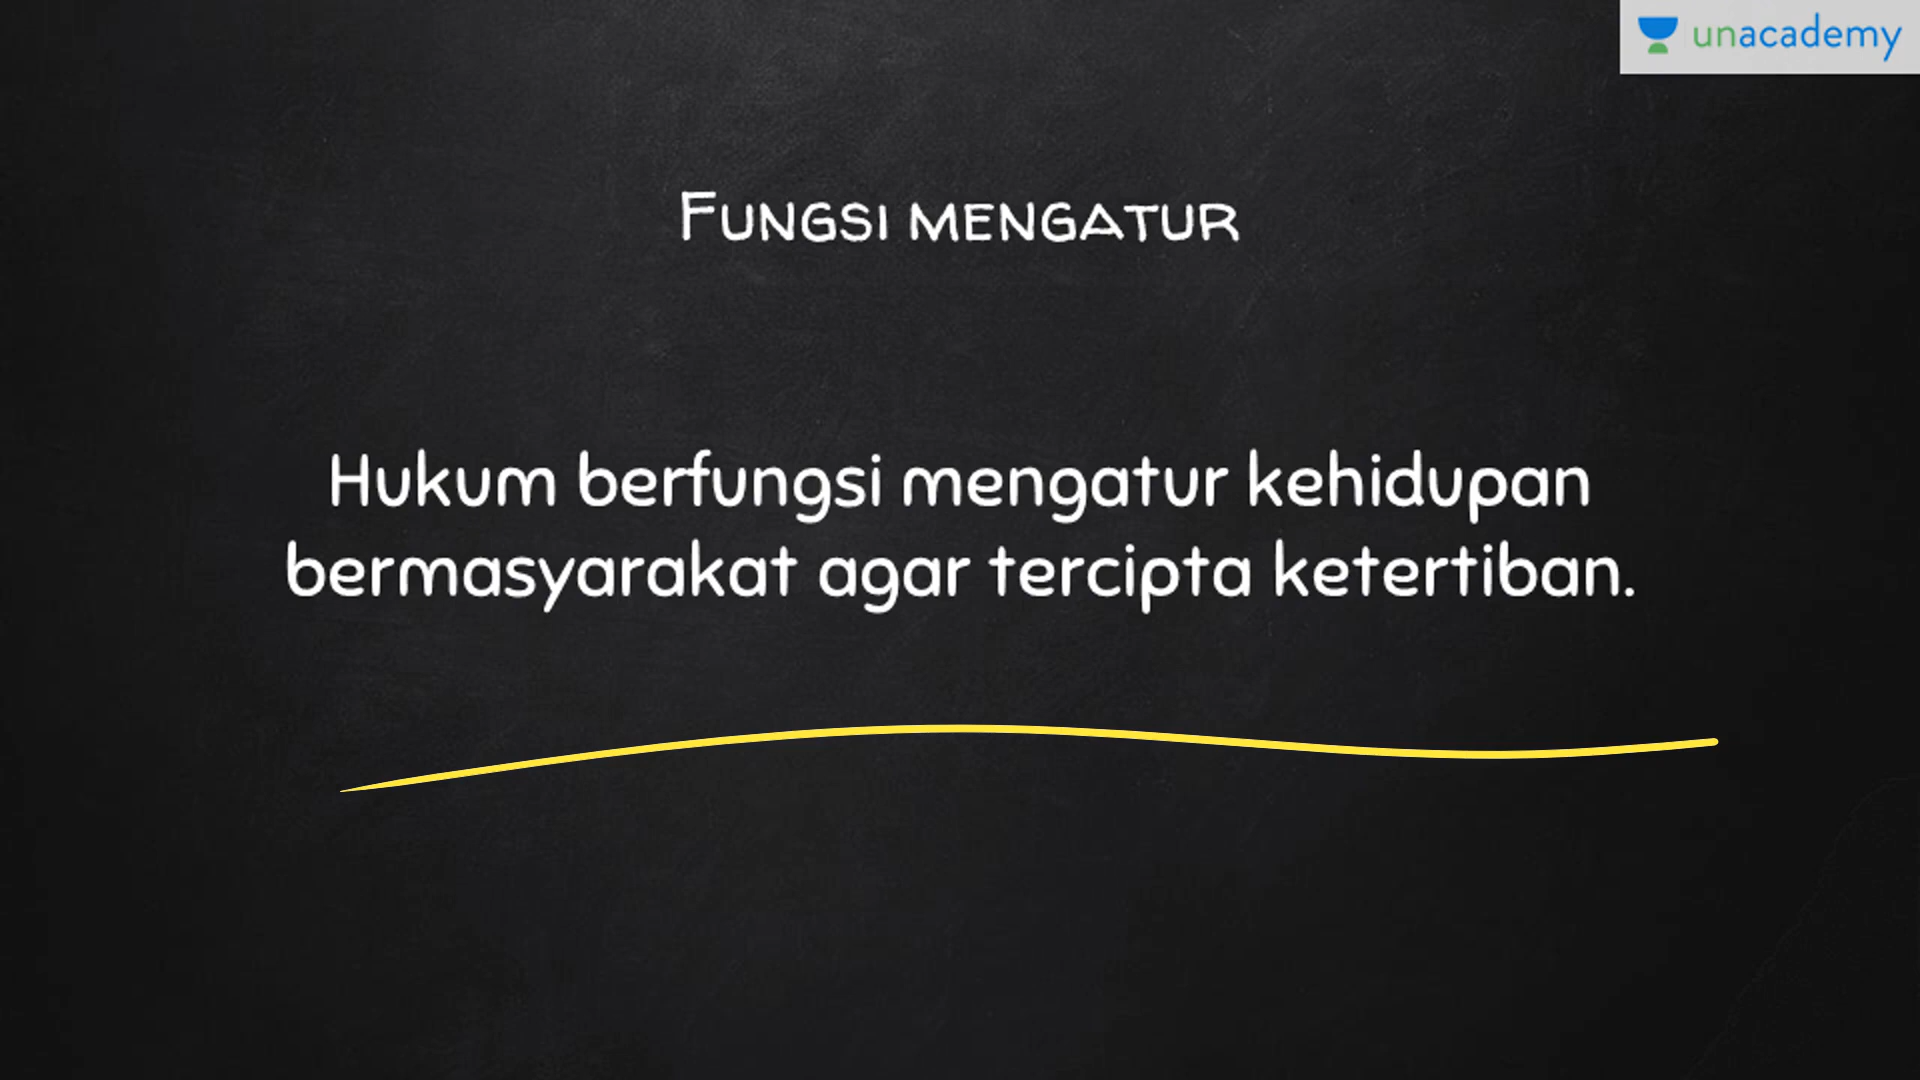 unacademy
Fungsi mengatur
Hukum berfungsi mengatur kehidupan
bermasyarakat agar tercipta ketertiban.